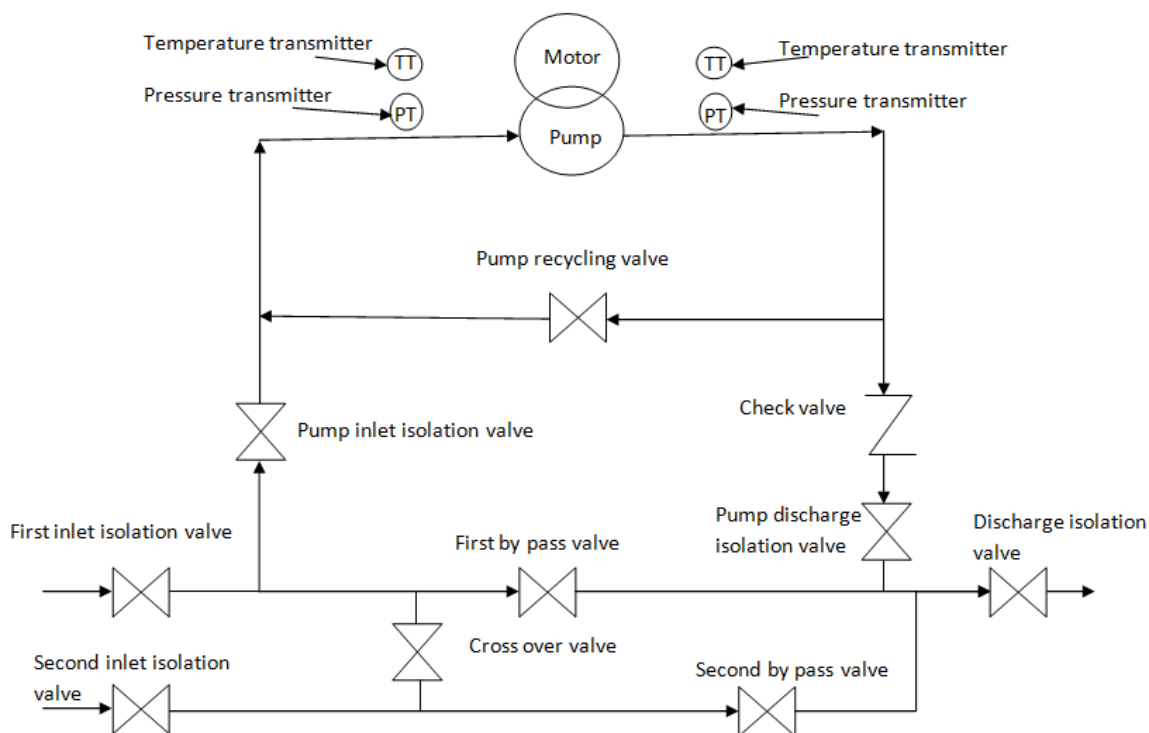 Temperature transmitter
TT
Motor
TT
Temperature transmitter
Pressure transmitter
PT
Pump
PT
Pressure transmitter
Pump recycling valve
Check valve
Pump inlet isolation valve
First inlet isolation valve
First by pass valve
Pump discharge
isolation valve
Discharge isolation
valve
Cross over valve
Second inlet isolation
valve
Second by pass valve